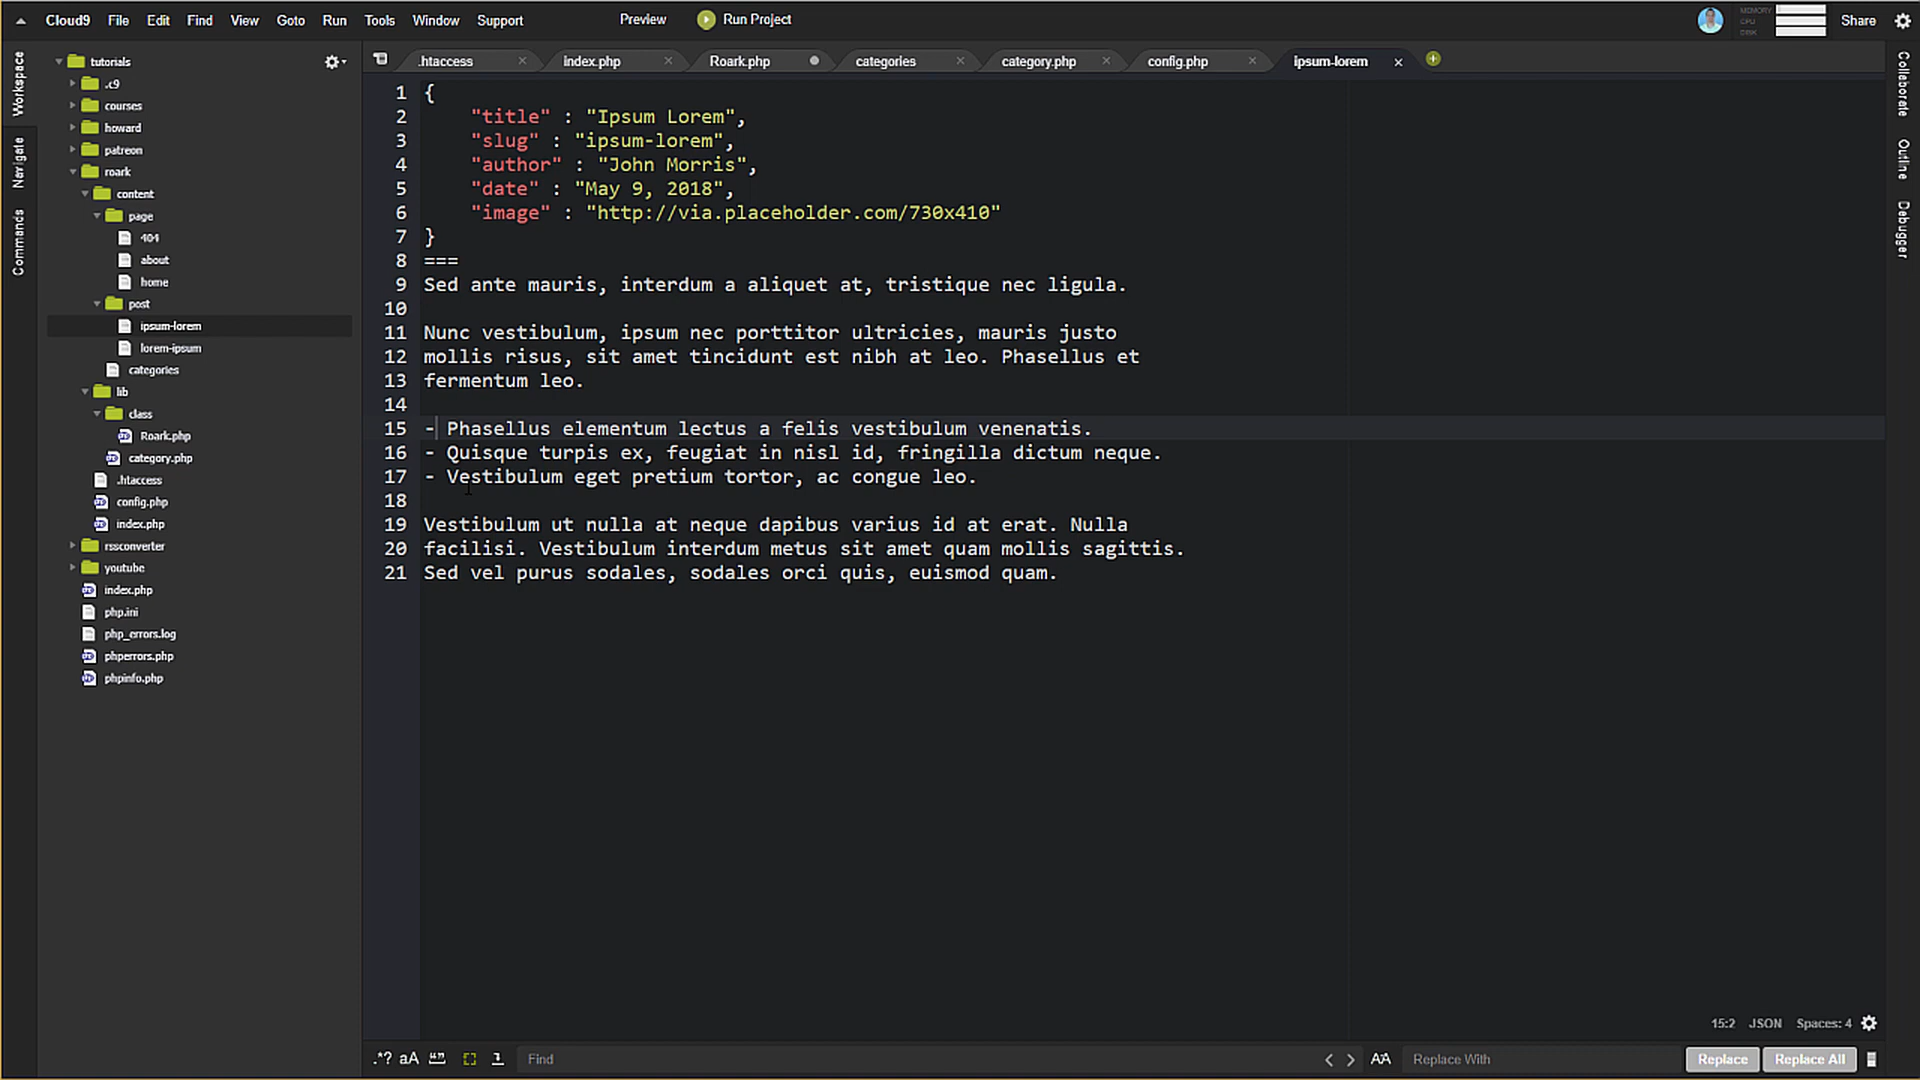 Cloud9 File Edit Find View Goto Run Tools Window Support Preview Run Project MEMORY CPU DISK Share
Workspace
Navigate
Commands
tutorials
.c9
courses
howard
patreon
roark
content
page
404
about
home
post
ipsum-lorem
lorem-ipsum
categories
lib
class
Roark.php
category.php
.htaccess
config.php
index.php
rssconverter
youtube
index.php
php.ini
php_errors.log
phperrors.php
phpinfo.php
.htaccess × index.php × Roark.php categories × category.php × config.php × ipsum-lorem ×
1 {
2 "title" : "Ipsum Lorem",
3 "slug" : "ipsum-lorem",
4 "author" : "John Morris",
5 "date" : "May 9, 2018",
6 "image" : "http://via.placeholder.com/730x410"
7 }
8 ===
9 Sed ante mauris, interdum a aliquet at, tristique nec ligula.
10
11 Nunc vestibulum, ipsum nec porttitor ultricies, mauris justo
12 mollis risus, sit amet tincidunt est nibh at leo. Phasellus et
13 fermentum leo.
14
15 - Phasellus elementum lectus a felis vestibulum venenatis.
16 - Quisque turpis ex, feugiat in nisl id, fringilla dictum neque.
17 - Vestibulum eget pretium tortor, ac congue leo.
18
19 Vestibulum ut nulla at neque dapibus varius id at erat. Nulla
20 facilisi. Vestibulum interdum metus sit amet quam mollis sagittis.
21 Sed vel purus sodales, sodales orci quis, euismod quam.
Collaborate
Outline
Debugger
15:2 JSON Spaces: 4
.*? aA Find AA Replace With Replace Replace All